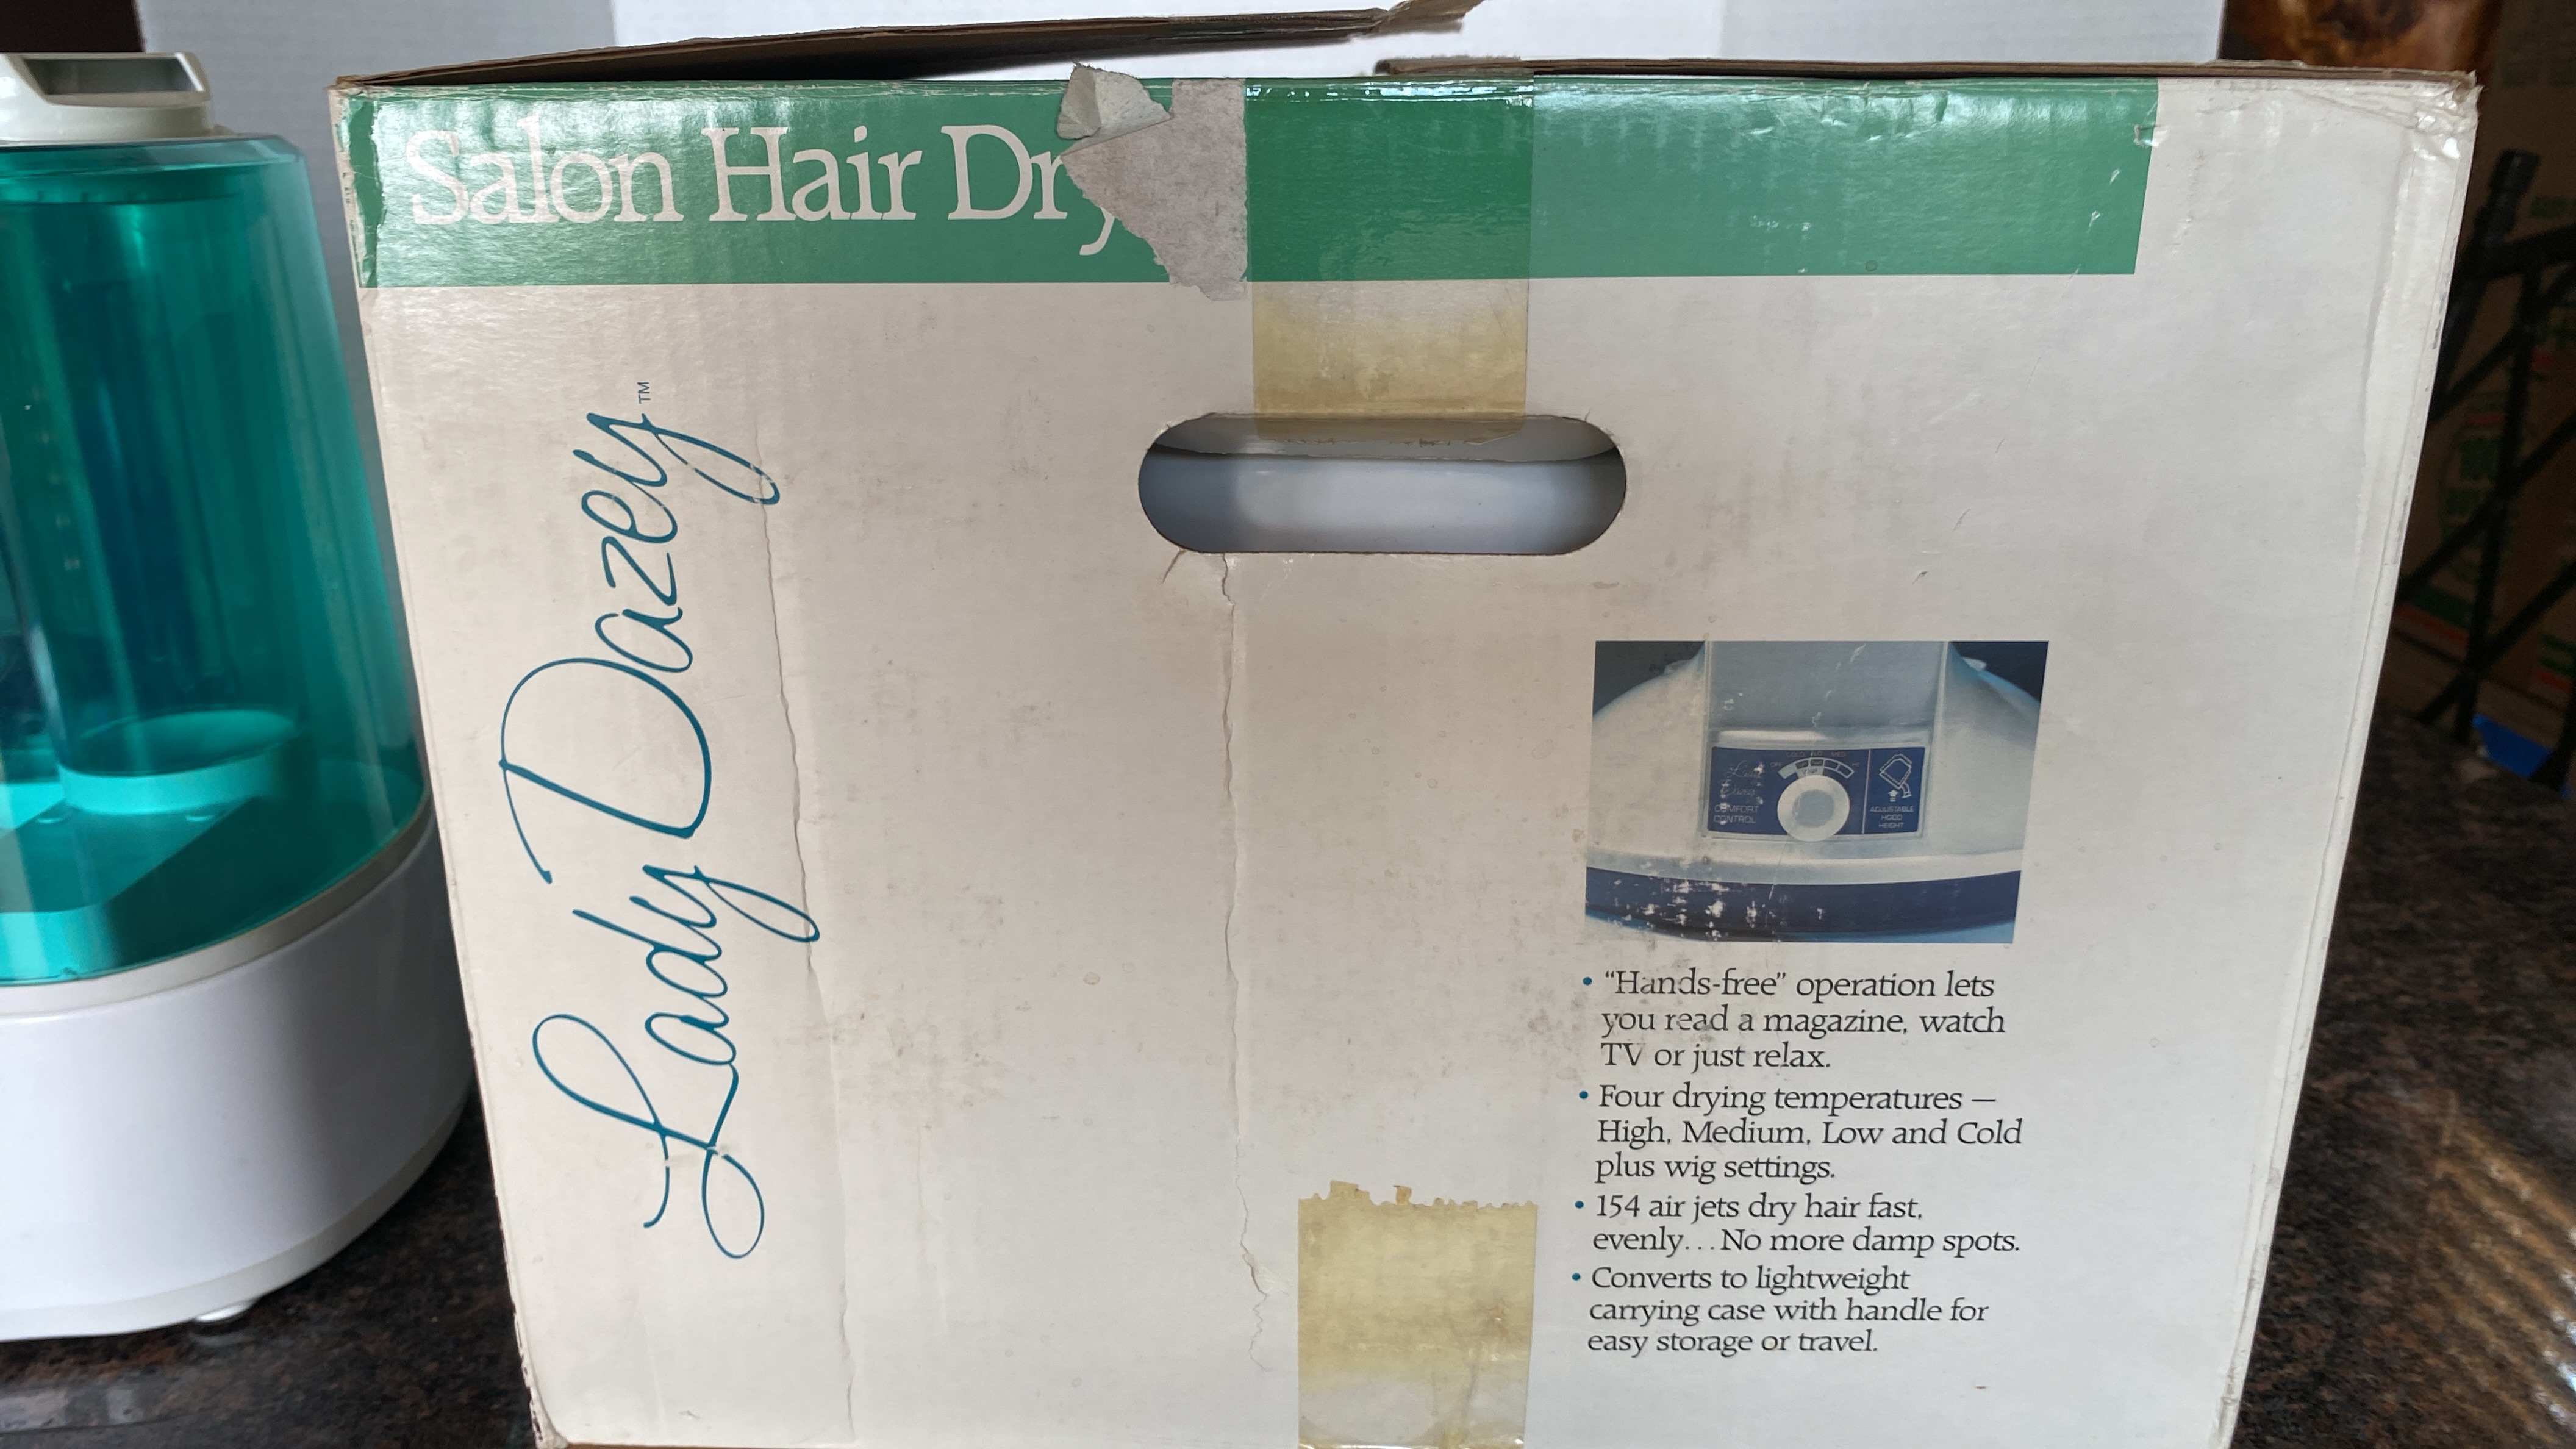 Salon Hair Dry
Lady Dazey™
COMFORT
CONTROL
ADJUSTABLE
HOOD
HEIGHT
• “Hands-free” operation lets
you read a magazine, watch
TV or just relax.
• Four drying temperatures —
High, Medium, Low and Cold
plus wig settings.
• 154 air jets dry hair fast,
evenly...No more damp spots.
• Converts to lightweight
carrying case with handle for
easy storage or travel.